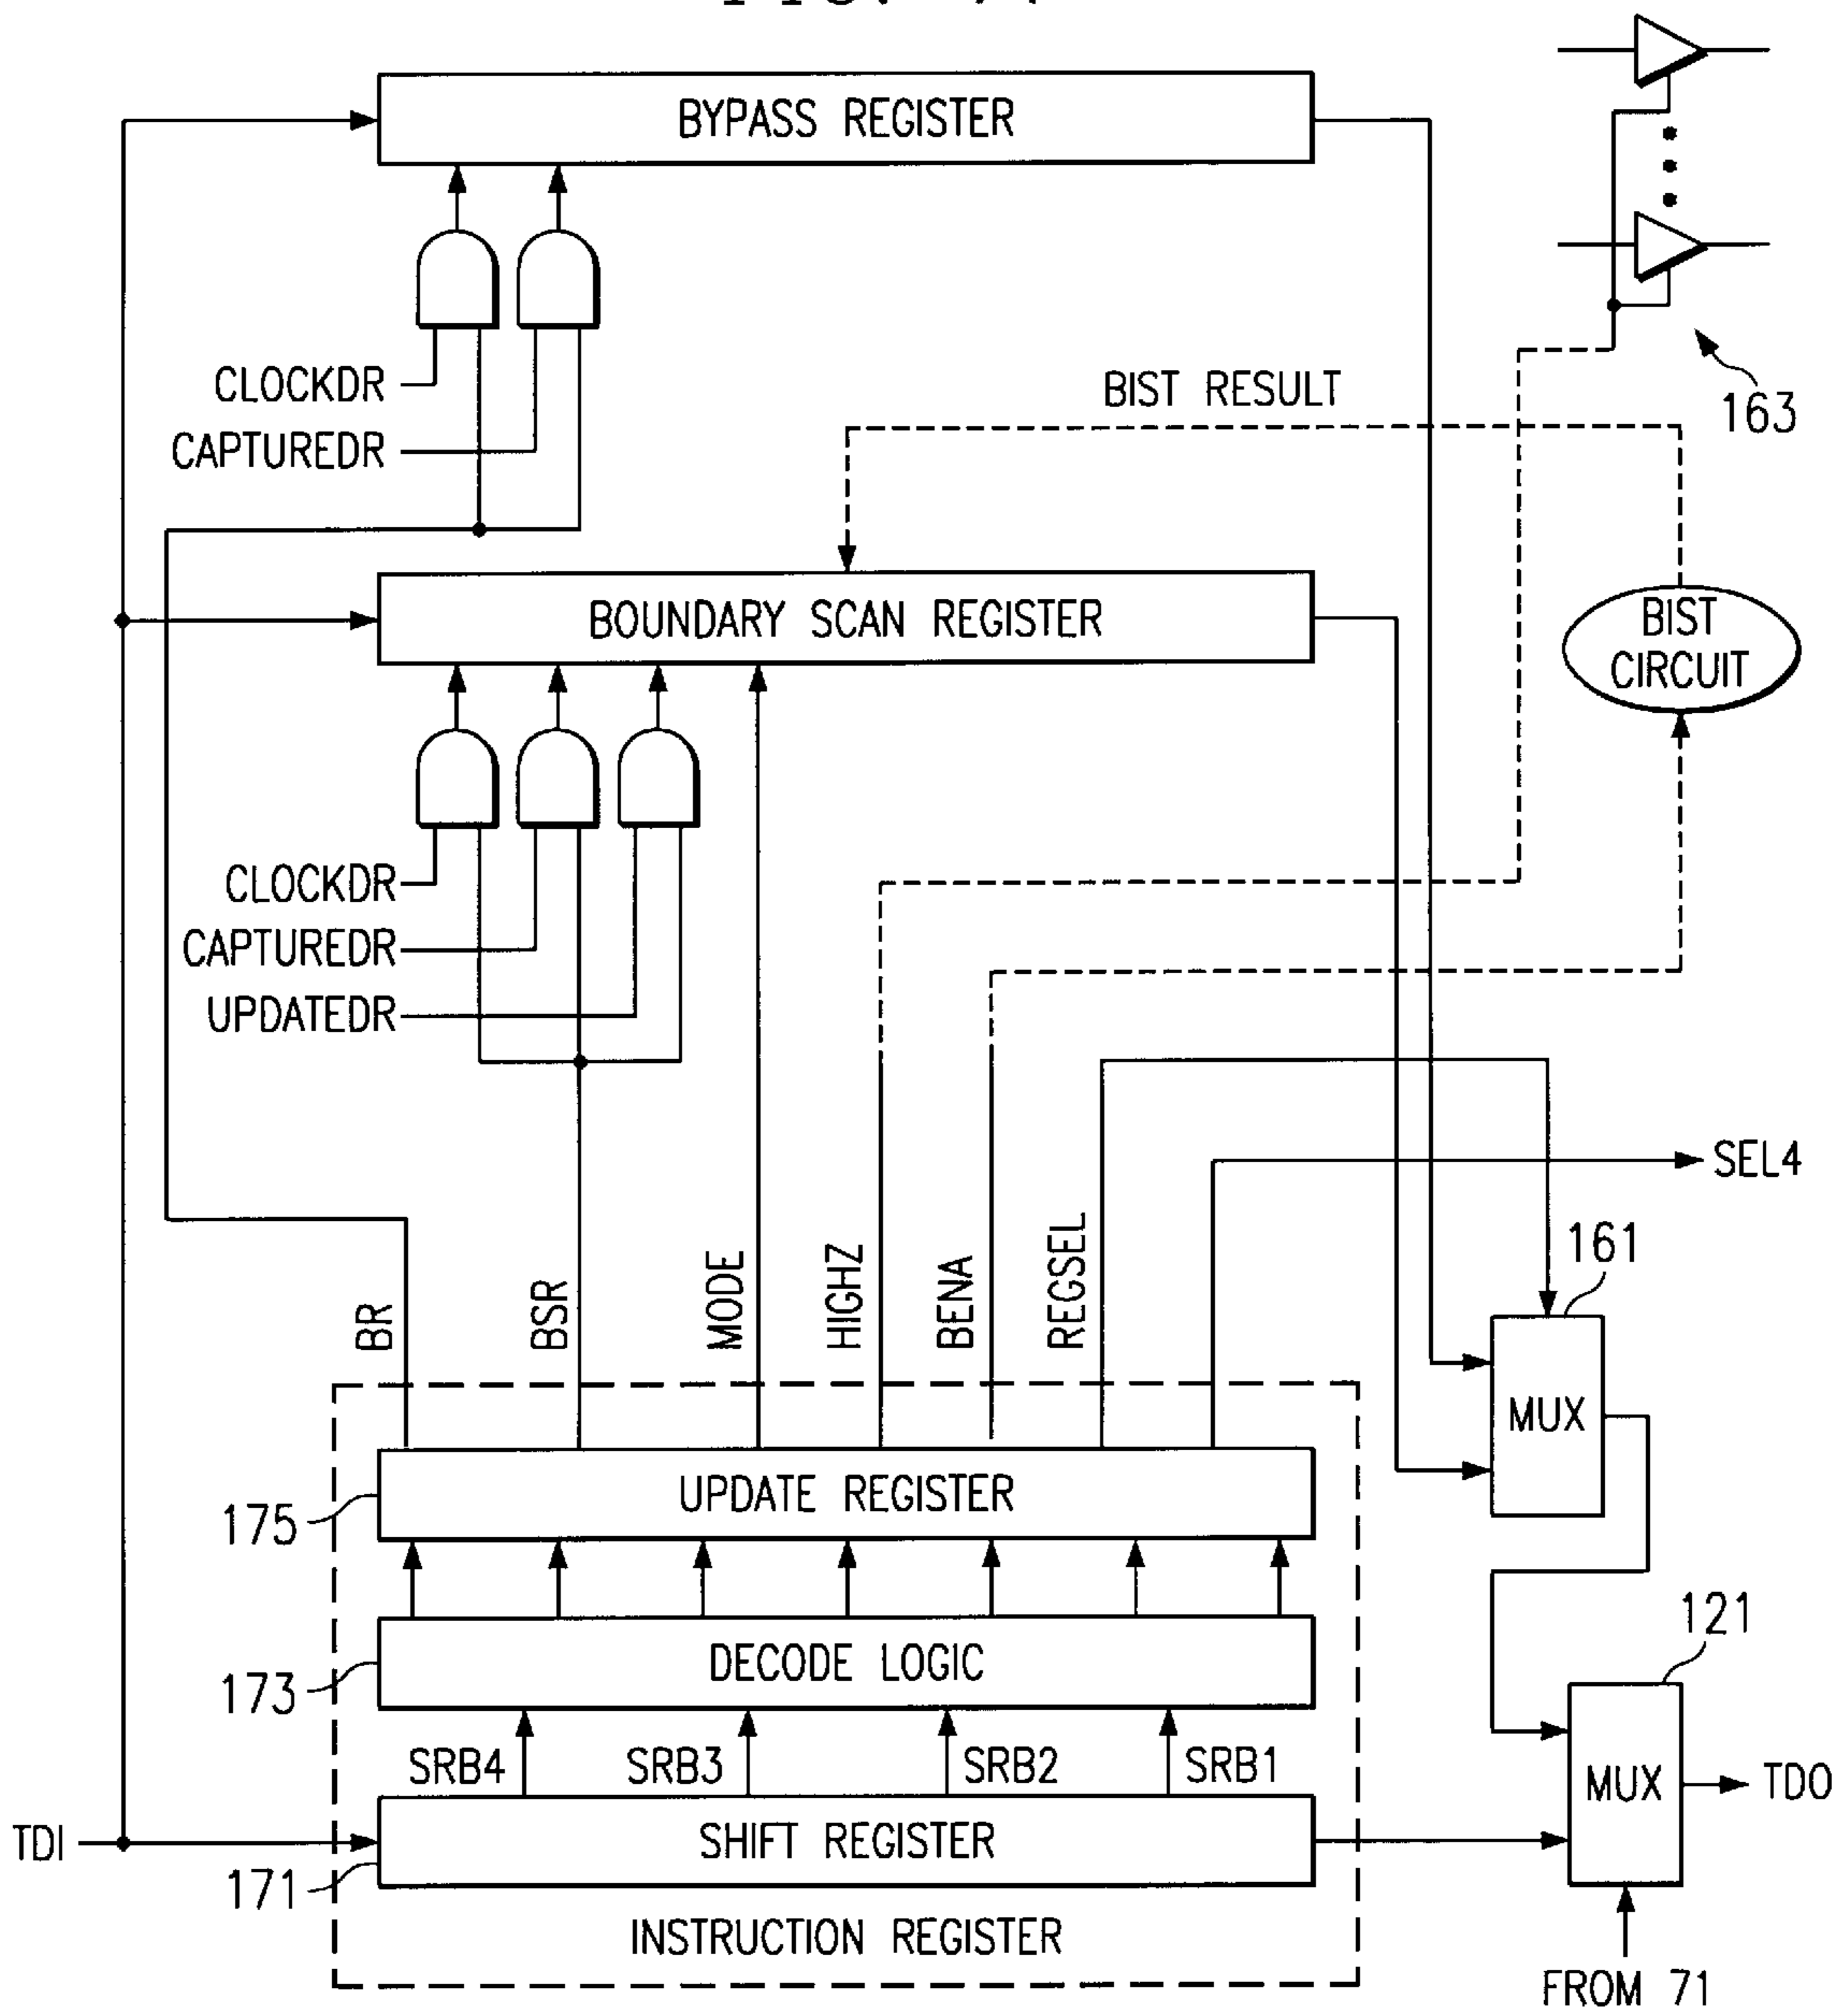 BYPASS REGISTER
CLOCKDR
CAPTUREDR
BIST RESULT
163
BOUNDARY SCAN REGISTER
BIST
CIRCUIT
CLOCKDR
CAPTUREDR
UPDATEDR
SEL4
161
BR
BSR
MODE
HIGHZ
BENA
REGSEL
MUX
UPDATE REGISTER
175
121
DECODE LOGIC
173
SRB4
SRB3
SRB2
SRB1
MUX
TDO
TDI
SHIFT REGISTER
171
INSTRUCTION REGISTER
FROM 71